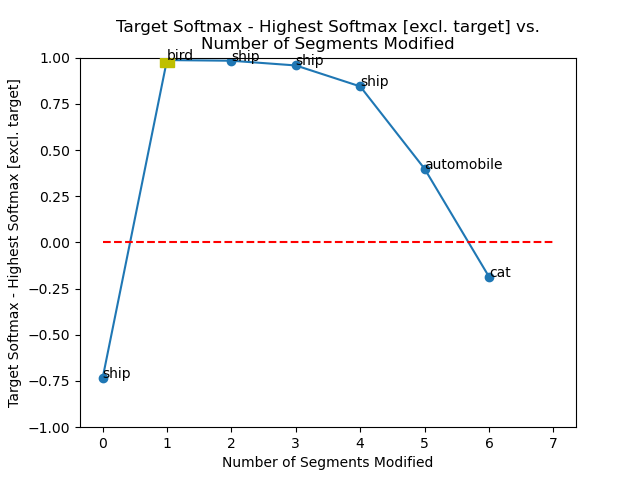 Target Softmax - Highest Softmax [excl. target] vs.
Number of Segments Modified
Target Softmax - Highest Softmax [excl. target]
1.00
0.75
0.50
0.25
0.00
−0.25
−0.50
−0.75
−1.00
ship
bird
ship
ship
ship
automobile
cat
0 1 2 3 4 5 6 7
Number of Segments Modified